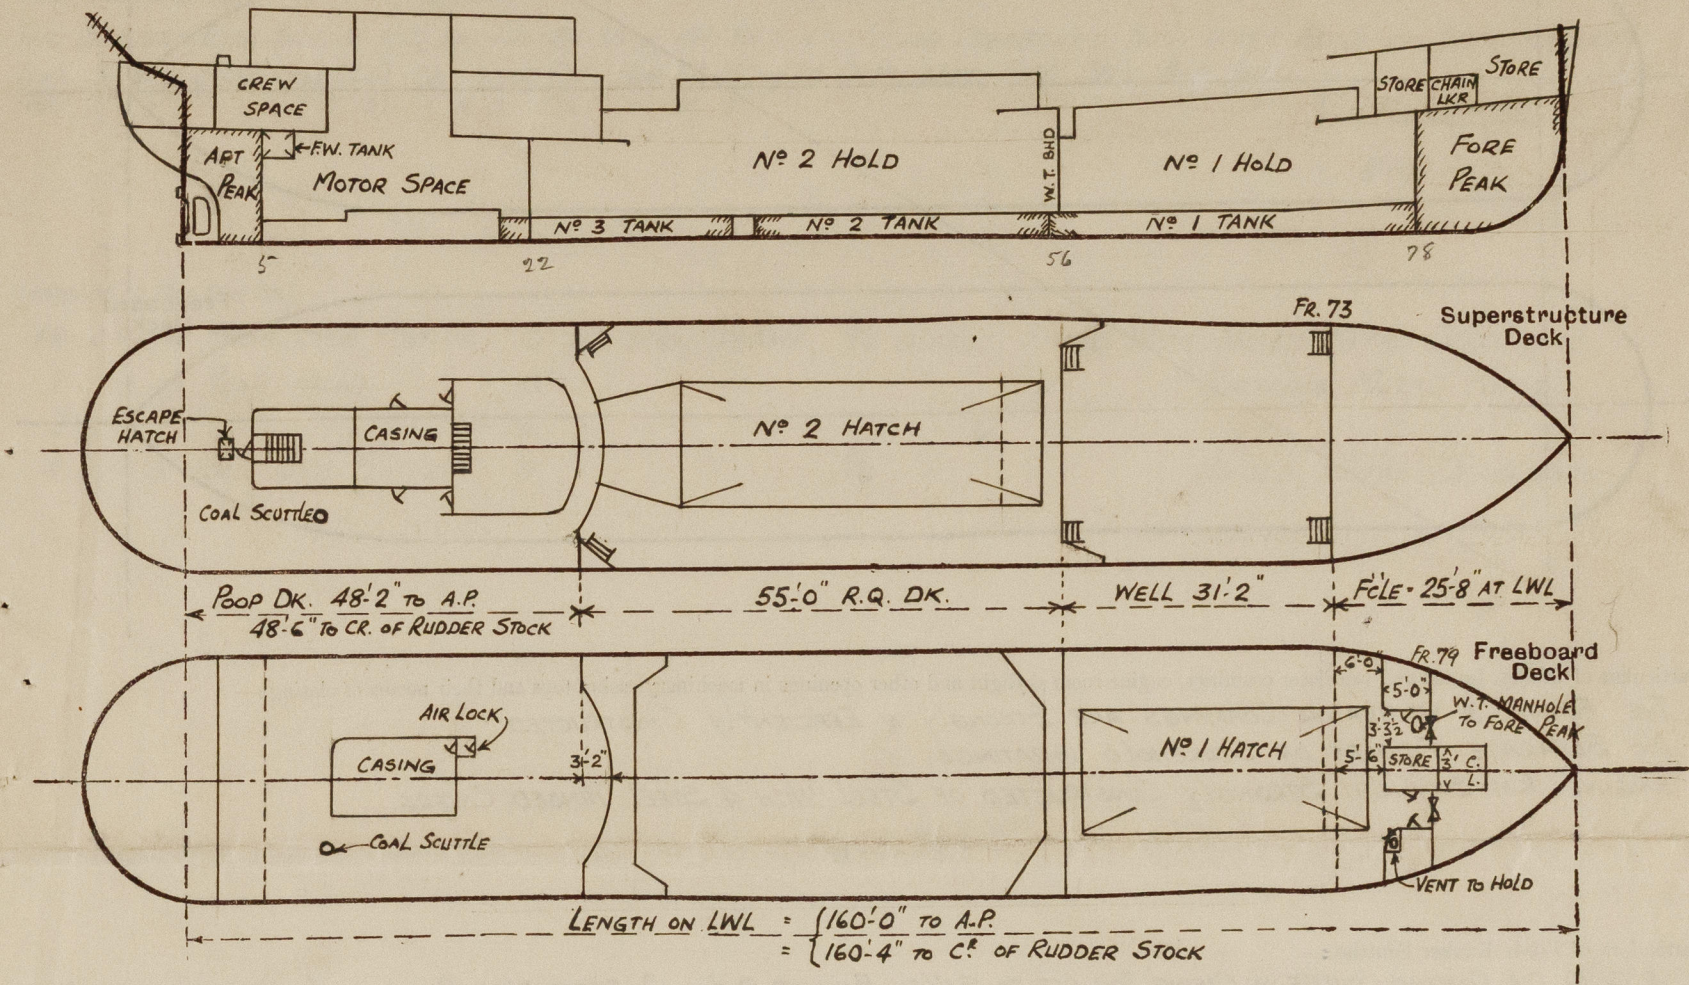 CREW
SPACE
STORE
CHAIN
LKR
STORE
AFT
PEAK
F.W. TANK
MOTOR SPACE
Nº 2 HOLD
W.T. BHD
Nº 1 HOLD
FORE
PEAK
Nº 3 TANK
Nº 2 TANK
Nº 1 TANK
5
22
56
78
FR. 73
Superstructure
Deck
ESCAPE
HATCH
CASING
Nº 2 HATCH
COAL SCUTTLE
POOP DK. 48'-2" TO A.P.
48'-6" TO CR. OF RUDDER STOCK
55'-0" R.Q. DK.
WELL 31'-2"
F'C'LE - 25'-8" AT LWL
FR. 79
Freeboard
Deck
6'-0"
5'-0"
W.T. MANHOLE
TO FORE PEAK
AIR LOCK
CASING
3'-2"
Nº 1 HATCH
3'-3½"
5'-6"
STORE
3' C.
L.
COAL SCUTTLE
VENT TO HOLD
LENGTH ON LWL = {160'-0" TO A.P.
= {160'-4" TO Cᴿ. OF RUDDER STOCK